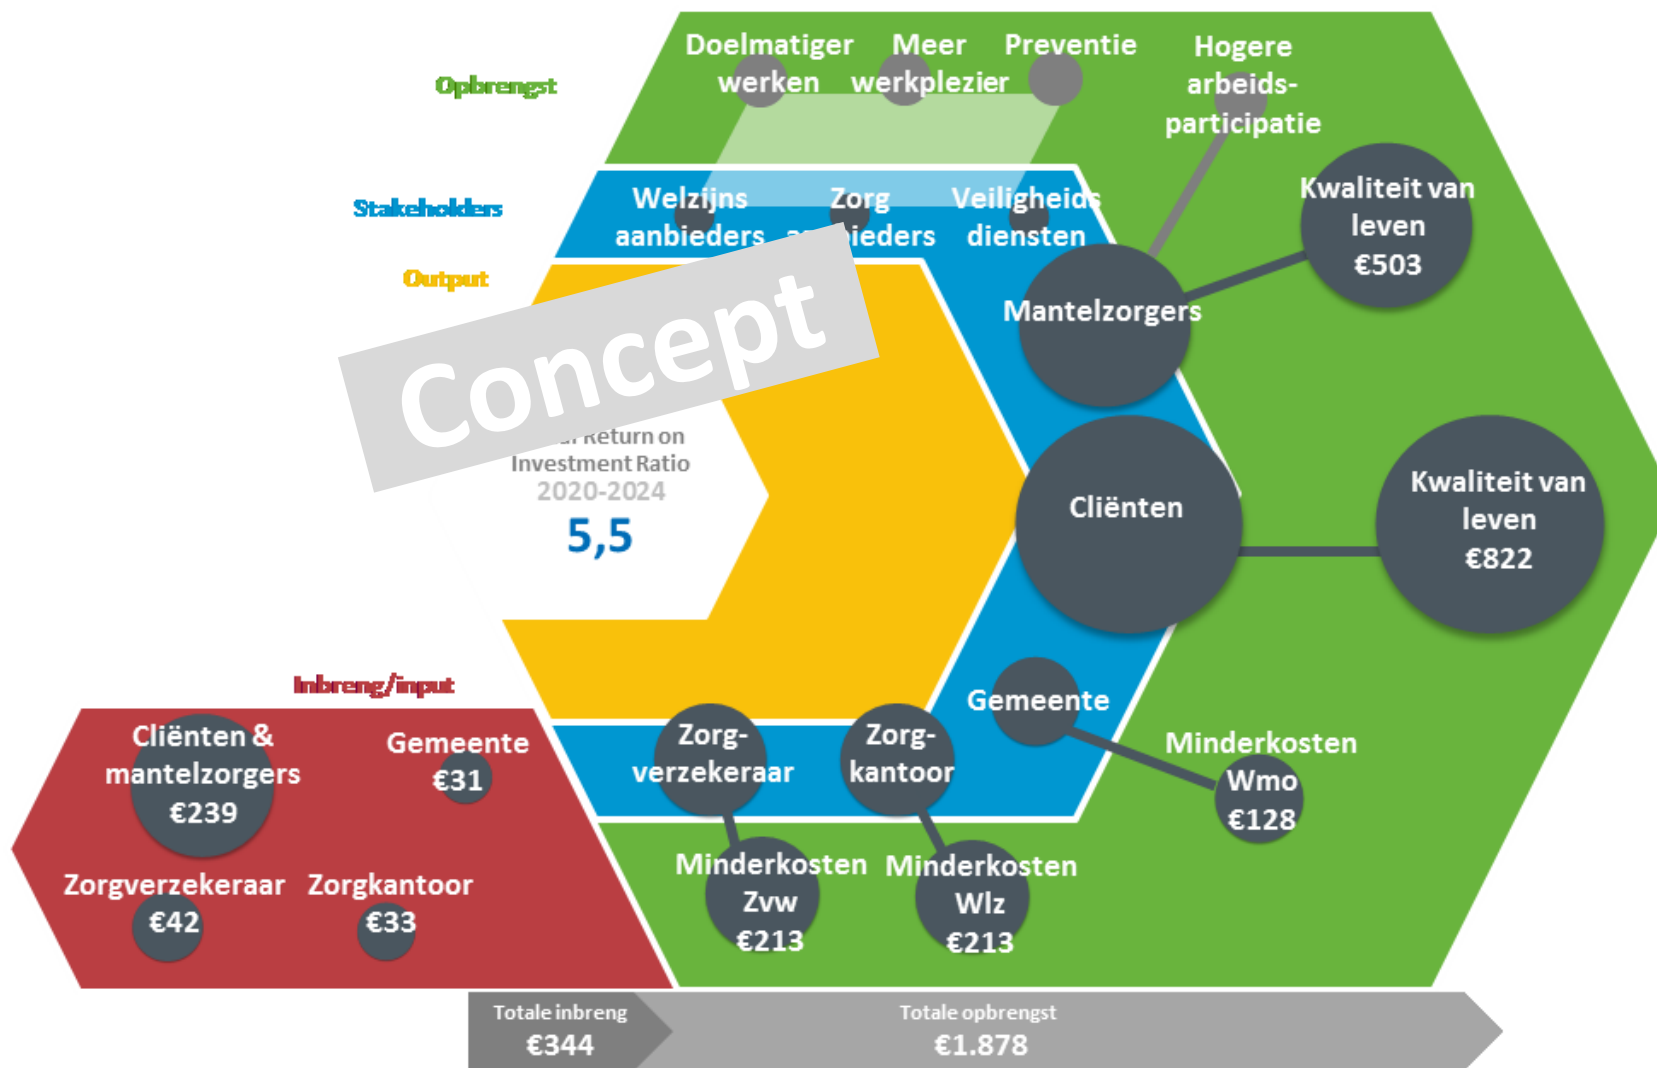 Opbrengst
Doelmatiger
werken
Meer
werkplezier
Preventie
Hogere
arbeids-
participatie
Stakeholders
Welzijns
aanbieders
Zorg
Veiligheids
diensten
Kwaliteit van
leven
€503
Output
Mantelzorgers
Concept
Return on
Investment Ratio
2020-2024
5,5
Cliënten
Kwaliteit van
leven
€822
Inbreng/input
Cliënten &
mantelzorgers
€239
Gemeente
€31
Zorgverzekeraar
€42
Zorgkantoor
€33
Zorg-
verzekeraar
Zorg-
kantoor
Gemeente
Minderkosten
Wmo
€128
Minderkosten
Zvw
€213
Minderkosten
Wlz
€213
Totale inbreng
€344
Totale opbrengst
€1.878